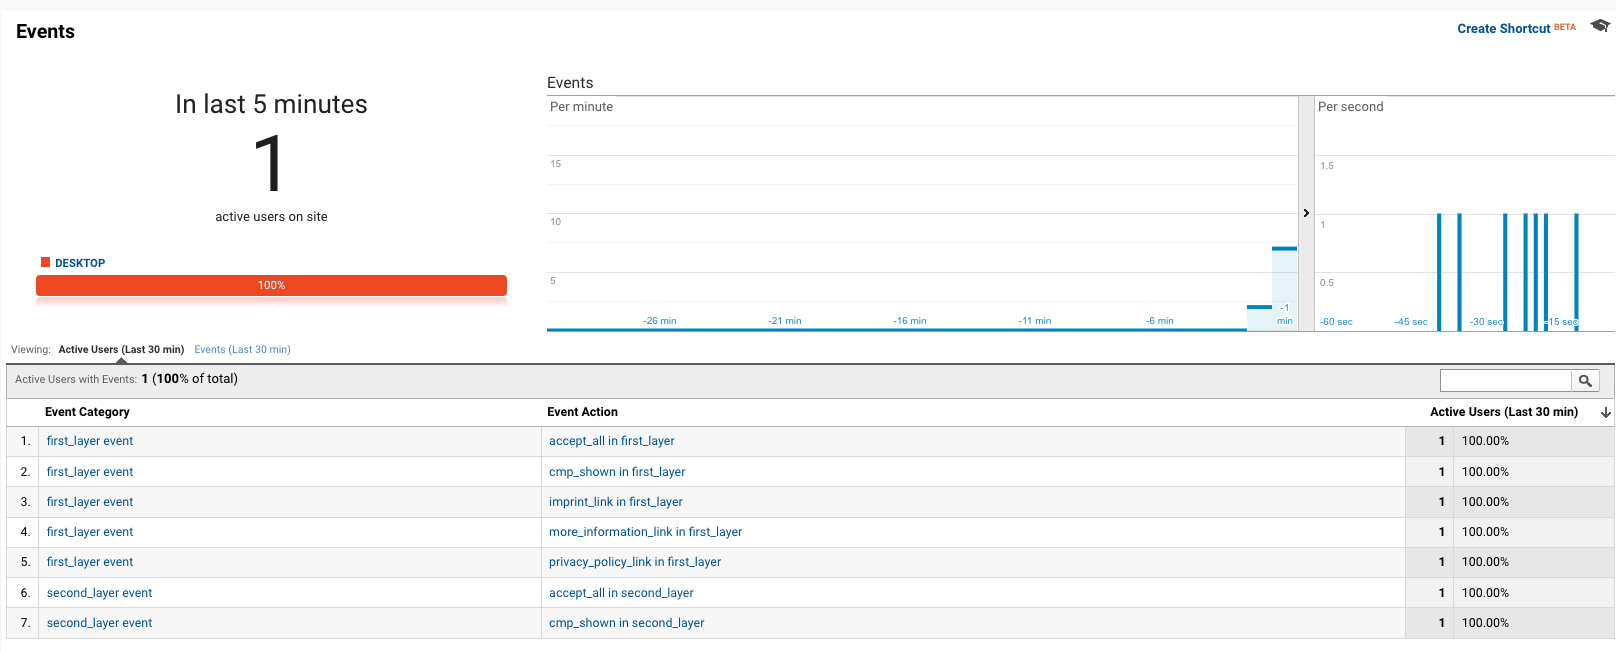 Events
Create Shortcut BETA
In last 5 minutes
1
active users on site
DESKTOP
100%
Events
Per minute
15
10
5
-26 min
-21 min
-16 min
-11 min
-6 min
-1
min
Per second
1.5
1
0.5
-60 sec
-45 sec
-30 sec
-15 sec
Viewing: Active Users (Last 30 min) Events (Last 30 min)
Active Users with Events: 1 (100% of total)
Event Category Event Action Active Users (Last 30 min)
1. first_layer event accept_all in first_layer 1 100.00%
2. first_layer event cmp_shown in first_layer 1 100.00%
3. first_layer event imprint_link in first_layer 1 100.00%
4. first_layer event more_information_link in first_layer 1 100.00%
5. first_layer event privacy_policy_link in first_layer 1 100.00%
6. second_layer event accept_all in second_layer 1 100.00%
7. second_layer event cmp_shown in second_layer 1 100.00%